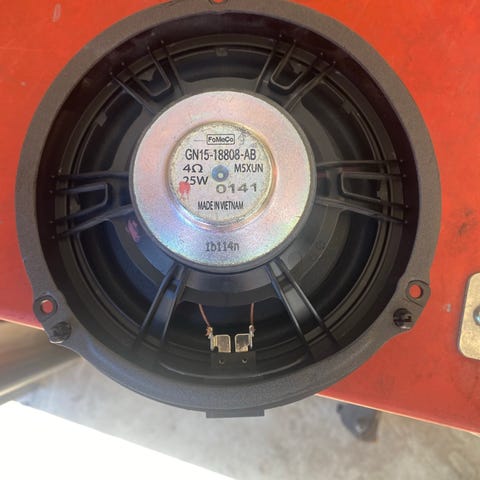 FoMoCo
GN15-18808-AB
4Ω M5XUN
25W 0141
MADE IN VIETNAM
1b114n